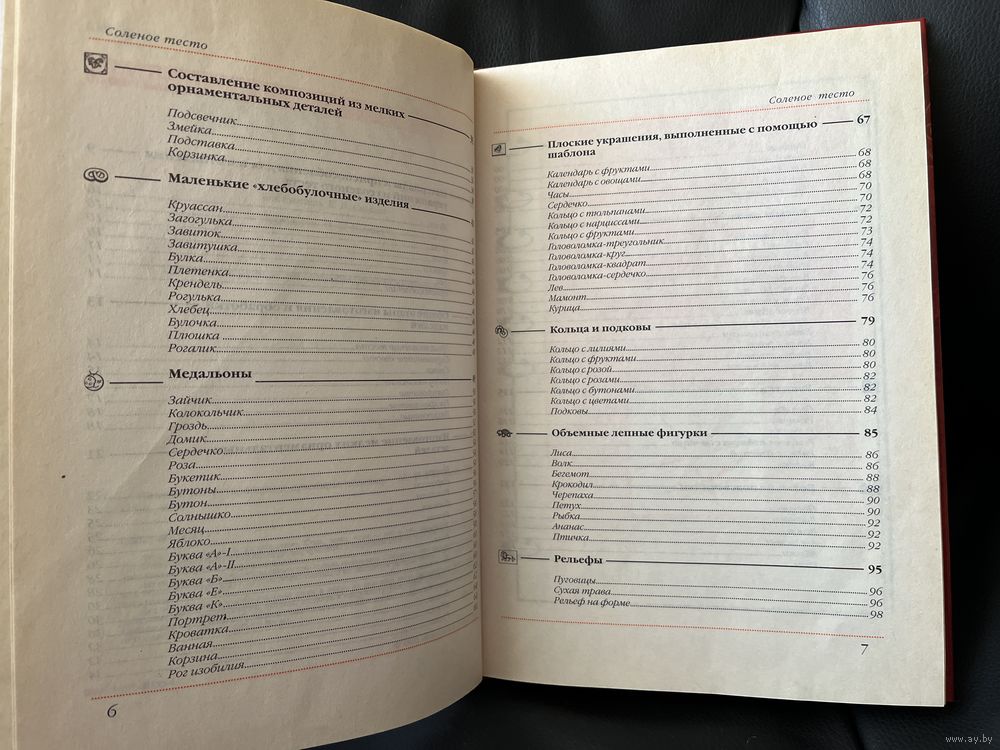 Соленое тесто
Составление композиций из мелких
орнаментальных деталей
Подсвечник
Змейка
Подставка
Корзинка
Маленькие «хлебобулочные» изделия
Круассан
Загогулька
Завиток
Завитушка
Булка
Плетенка
Крендель
Рогулька
Хлебец
Булочка
Плюшка
Рогалик
Медальоны
Зайчик
Колокольчик
Гроздь
Домик
Сердечко
Роза
Букетик
Бутоны
Бутон
Солнышко
Месяц
Яблоко
Буква «А»-I
Буква «А»-II
Буква «Б»
Буква «Е»
Буква «К»
Портрет
Кроватка
Ванная
Корзина
Рог изобилия
6
Соленое тесто
Плоские украшения, выполненные с помощью 67
шаблона
Календарь с фруктами 68
Календарь с овощами 68
Часы 68
Сердечко 70
Кольцо с тюльпанами 70
Кольцо с нарциссами 72
Кольцо с фруктами 72
Головоломка-треугольник 73
Головоломка-круг 74
Головоломка-квадрат 74
Головоломка-сердечко 74
Лев 76
Мамонт 76
Курица 76
Кольца и подковы 79
Кольцо с лилиями 80
Кольцо с фруктами 80
Кольцо с розой 80
Кольцо с розами 82
Кольцо с бутонами 82
Кольцо с цветами 82
Подковы 84
Объемные лепные фигурки 85
Лиса 86
Волк 86
Бегемот 88
Крокодил 88
Черепаха 90
Петух 90
Рыбка 92
Ананас 92
Птичка 92
Рельефы 95
Пуговицы 96
Сухая трава 96
Рельеф на форме 98
7
www.ay.by